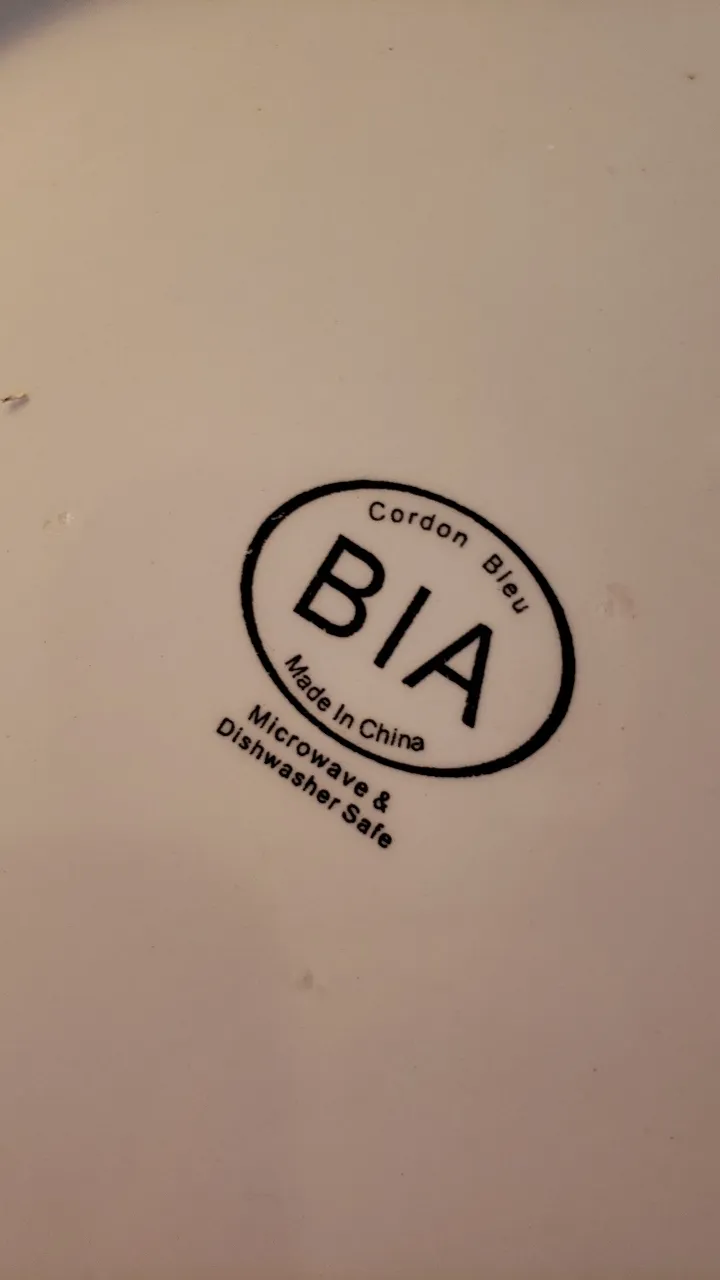 Cordon Bleu
BIA
Made In China
Microwave &
Dishwasher Safe